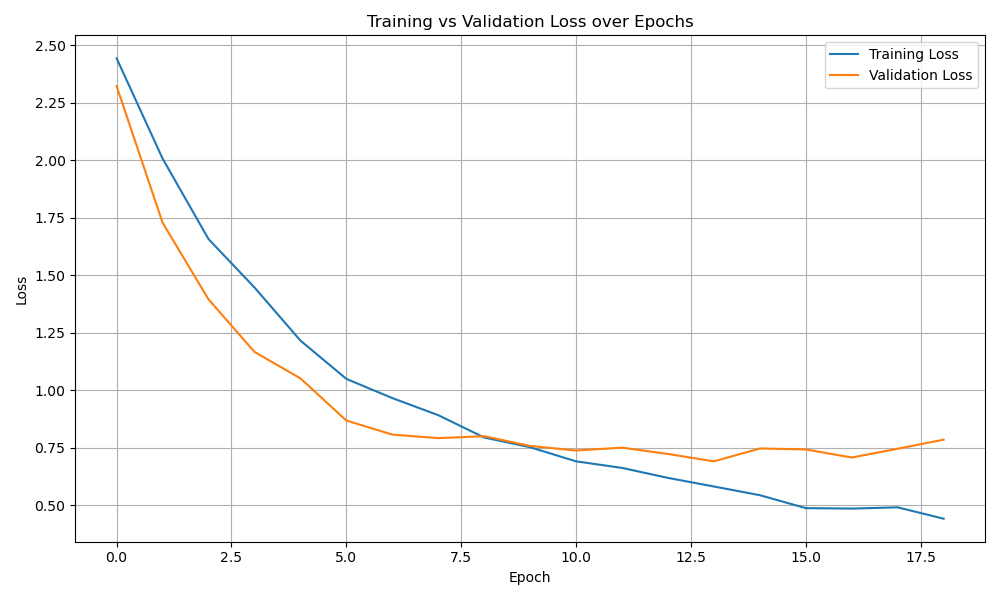 Training vs Validation Loss over Epochs
Training Loss
Validation Loss
2.50
2.25
2.00
1.75
1.50
1.25
1.00
0.75
0.50
Loss
0.0 2.5 5.0 7.5 10.0 12.5 15.0 17.5
Epoch